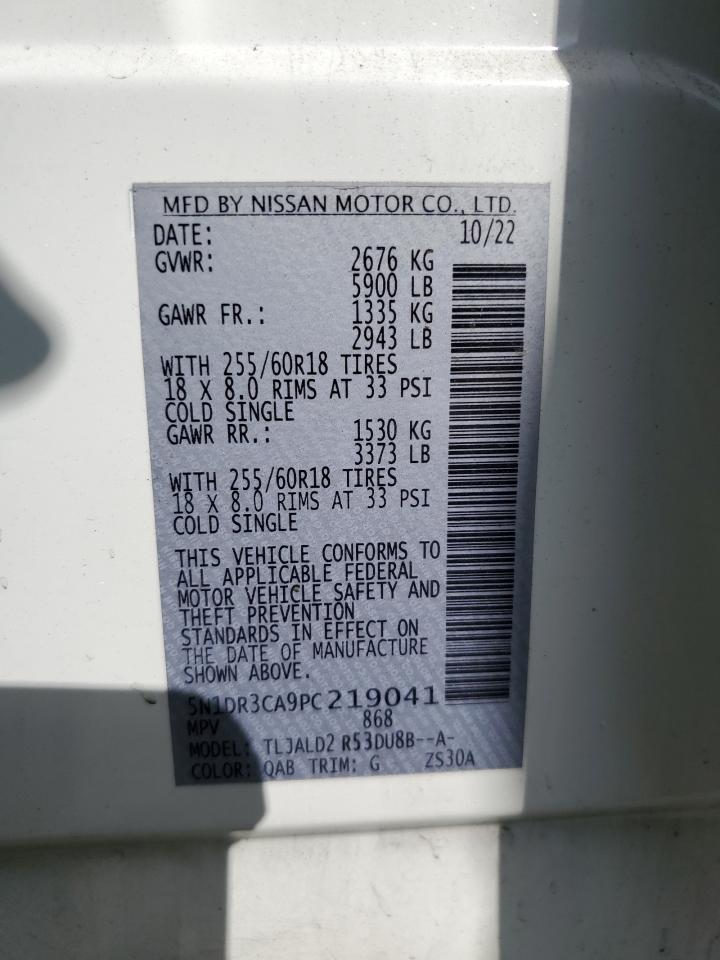 MFD BY NISSAN MOTOR CO., LTD.
DATE: 10/22
GVWR: 2676 KG
5900 LB
GAWR FR.: 1335 KG
2943 LB
WITH 255/60R18 TIRES
18 X 8.0 RIMS AT 33 PSI
COLD SINGLE
GAWR RR.: 1530 KG
3373 LB
WITH 255/60R18 TIRES
18 X 8.0 RIMS AT 33 PSI
COLD SINGLE
THIS VEHICLE CONFORMS TO
ALL APPLICABLE FEDERAL
MOTOR VEHICLE SAFETY AND
THEFT PREVENTION
STANDARDS IN EFFECT ON
THE DATE OF MANUFACTURE
SHOWN ABOVE.
5N1DR3CA9PC219041
MPV 868
MODEL: TLJALD2 R53DU8B--A-
COLOR: QAB TRIM: G ZS30A